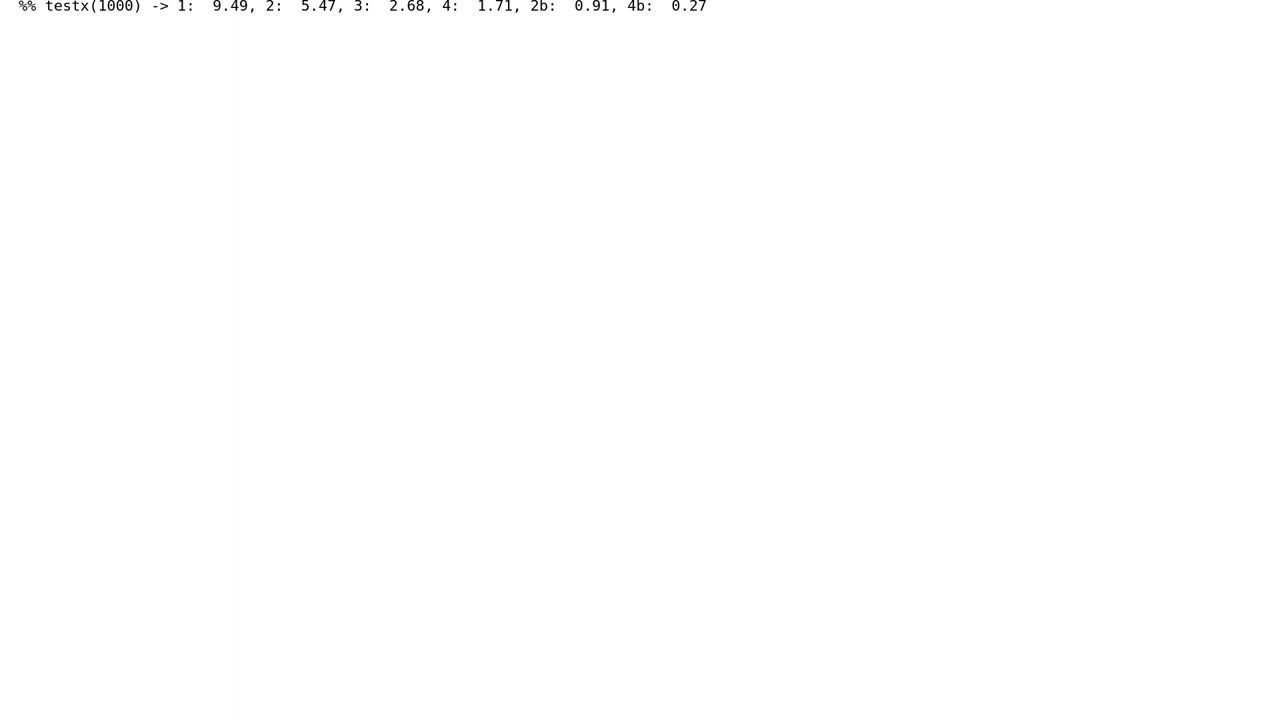 %% testx(1000) -> 1:  9.49, 2:  5.47, 3:  2.68, 4:  1.71, 2b:  0.91, 4b:  0.27